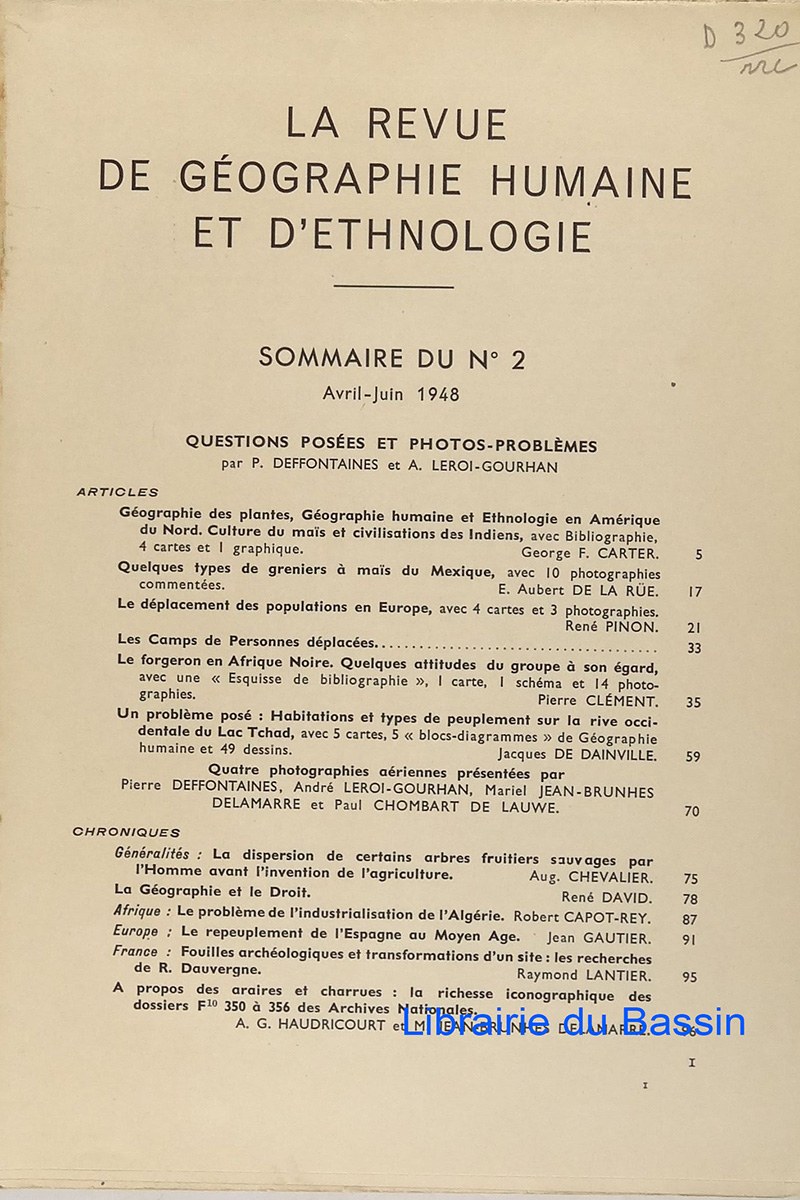 D 320
LA REVUE
DE GÉOGRAPHIE HUMAINE
ET D'ETHNOLOGIE
SOMMAIRE DU N° 2
Avril-Juin 1948
QUESTIONS POSÉES ET PHOTOS-PROBLÈMES
par P. DEFFONTAINES et A. LEROI-GOURHAN
ARTICLES
Géographie des plantes, Géographie humaine et Ethnologie en Amérique
du Nord. Culture du maïs et civilisations des Indiens, avec Bibliographie,
4 cartes et 1 graphique. George F. CARTER. 5
Quelques types de greniers à maïs du Mexique, avec 10 photographies
commentées. E. Aubert DE LA RÜE. 17
Le déplacement des populations en Europe, avec 4 cartes et 3 photographies.
René PINON. 21
Les Camps de Personnes déplacées........................................ 33
Le forgeron en Afrique Noire. Quelques attitudes du groupe à son égard,
avec une « Esquisse de bibliographie », 1 carte, 1 schéma et 14 photo-
graphies. Pierre CLÉMENT. 35
Un problème posé : Habitations et types de peuplement sur la rive occi-
dentale du Lac Tchad, avec 5 cartes, 5 « blocs-diagrammes » de Géographie
humaine et 49 dessins. Jacques DE DAINVILLE. 59
Quatre photographies aériennes présentées par
Pierre DEFFONTAINES, André LEROI-GOURHAN, Mariel JEAN-BRUNHES
DELAMARRE et Paul CHOMBART DE LAUWE. 70
CHRONIQUES
Généralités : La dispersion de certains arbres fruitiers sauvages par
l'Homme avant l'invention de l'agriculture. Aug. CHEVALIER. 75
La Géographie et le Droit. René DAVID. 78
Afrique : Le problème de l'industrialisation de l'Algérie. Robert CAPOT-REY. 87
Europe : Le repeuplement de l'Espagne au Moyen Age. Jean GAUTIER. 91
France : Fouilles archéologiques et transformations d'un site : les recherches
de R. Dauvergne. Raymond LANTIER. 95
A propos des araires et charrues : la richesse iconographique des
dossiers F10 350 à 356 des Archives Nationales.
A. G. HAUDRICOURT et M. JEAN-BRUNHES DELAMARRE. 96
Librairie du Bassin
I
I